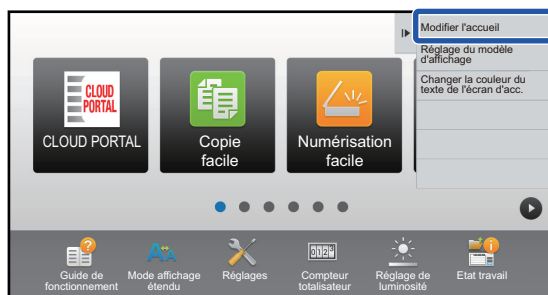 Modifier l'accueil
Réglage du modèle
d'affichage
Changer la couleur du
texte de l'écran d'acc.
CLOUD
PORTAL
CLOUD PORTAL
Copie
facile
Numérisation
facile
Guide de
fonctionnement
Mode affichage
étendu
Réglages
Compteur
totalisateur
Réglage de
luminosité
Etat travail